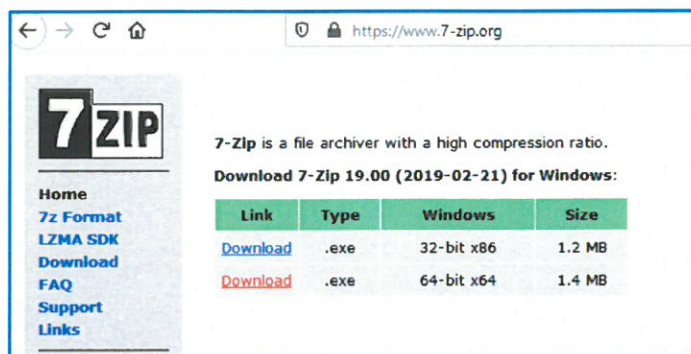 https://www.7-zip.org
7ZIP
7-Zip is a file archiver with a high compression ratio.
Download 7-Zip 19.00 (2019-02-21) for Windows:
Link Type Windows Size
Download .exe 32-bit x86 1.2 MB
Download .exe 64-bit x64 1.4 MB
Home
7z Format
LZMA SDK
Download
FAQ
Support
Links